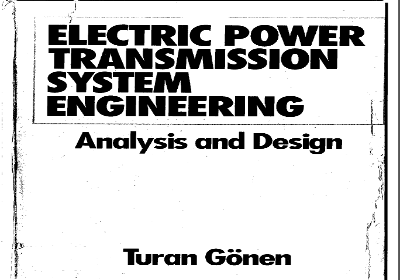 ELECTRIC POWER
TRANSMISSION
SYSTEM
ENGINEERING
Analysis and Design
Turan Gönen